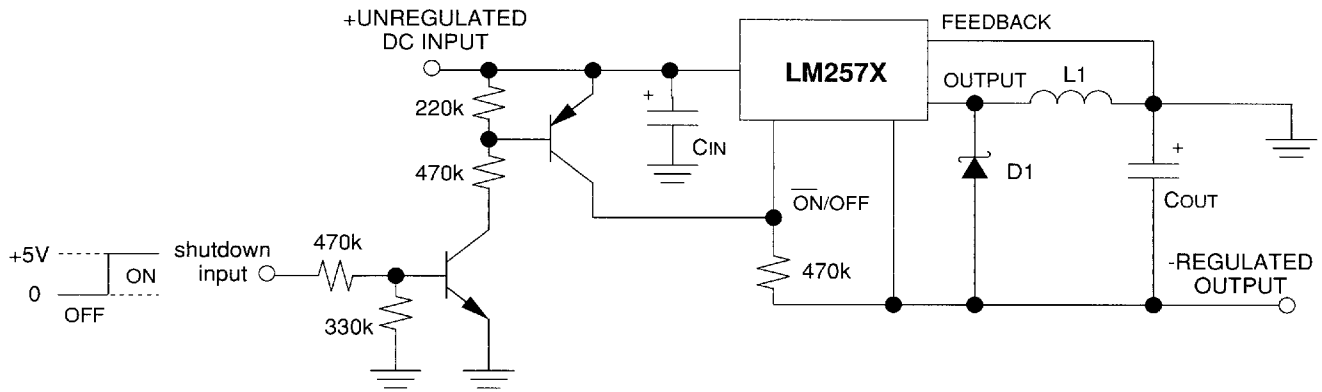 +UNREGULATED
DC INPUT
FEEDBACK
LM257X
OUTPUT
L1
220k
+
CIN
470k
D1
+
COUT
ON/OFF
+5V
ON
0
OFF
shutdown
input
470k
330k
470k
-REGULATED
OUTPUT